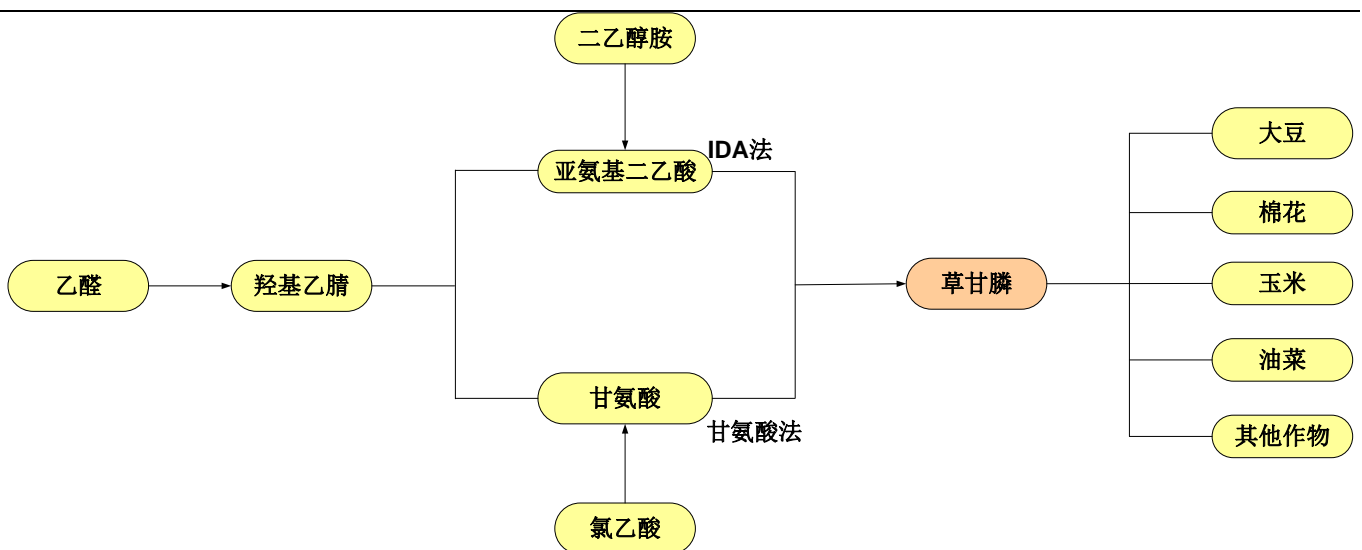 二乙醇胺
IDA法
大豆
亚氨基二乙酸
棉花
乙醛
羟基乙腈
草甘膦
玉米
油菜
甘氨酸
甘氨酸法
其他作物
氯乙酸